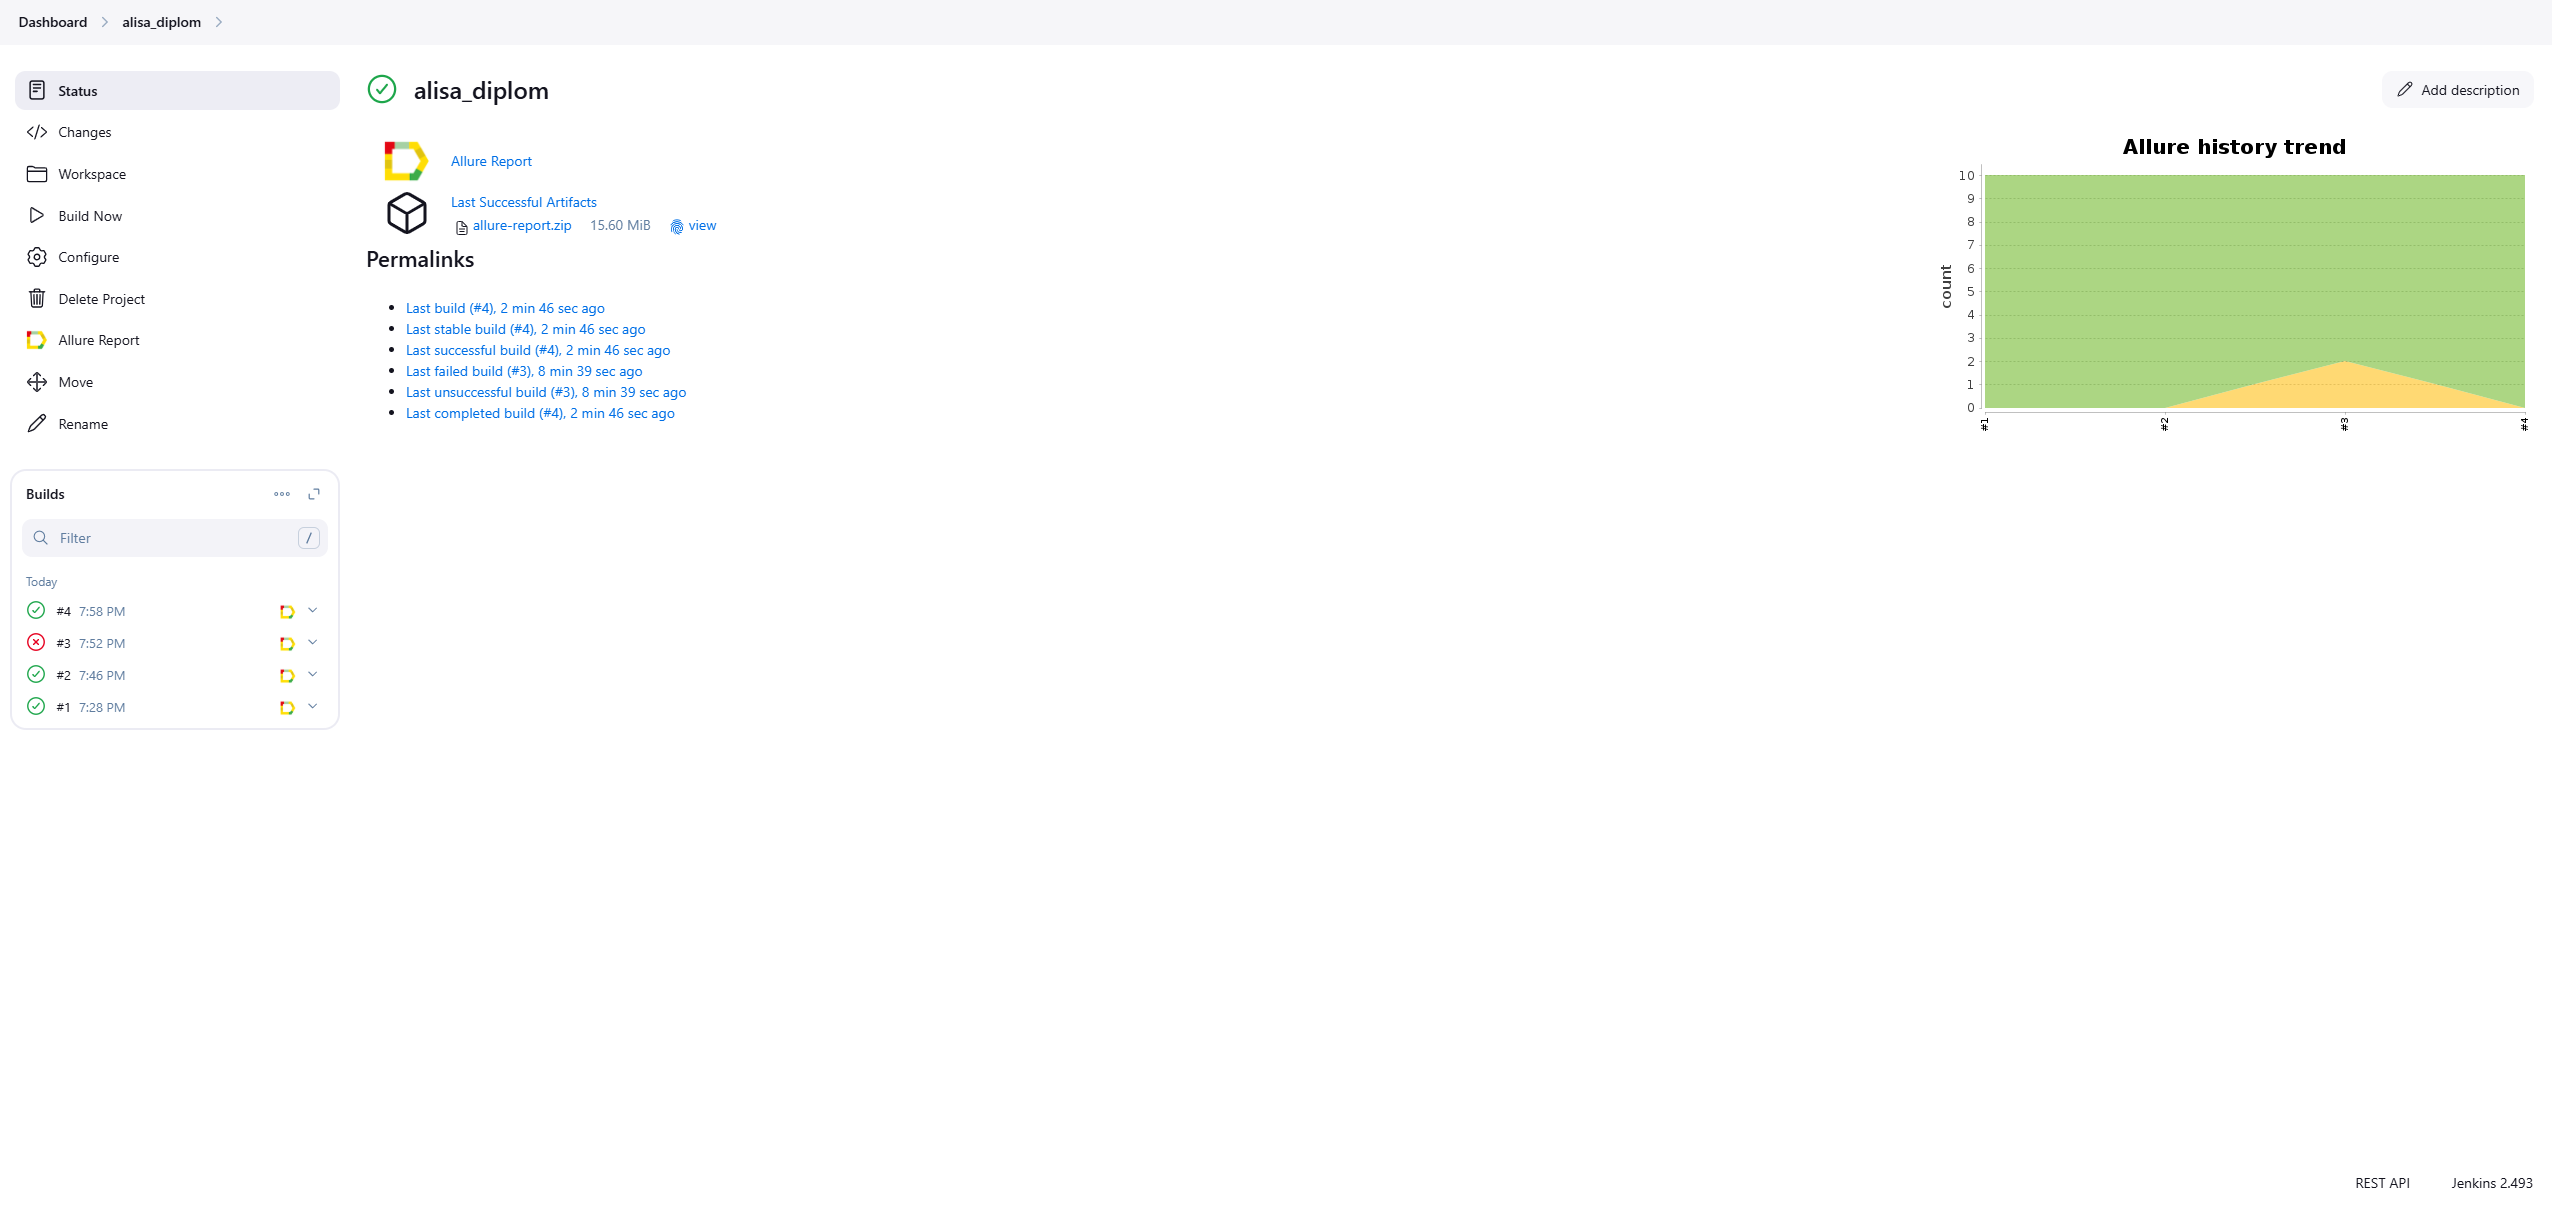 Dashboard
alisa_diplom
Status
Changes
Workspace
Build Now
Configure
Delete Project
Allure Report
Move
Rename
Builds
Filter
/
Today
#4 7:58 PM
#3 7:52 PM
#2 7:46 PM
#1 7:28 PM
alisa_diplom
Add description
Allure Report
Last Successful Artifacts
allure-report.zip 15.60 MiB view
Permalinks
Last build (#4), 2 min 46 sec ago
Last stable build (#4), 2 min 46 sec ago
Last successful build (#4), 2 min 46 sec ago
Last failed build (#3), 8 min 39 sec ago
Last unsuccessful build (#3), 8 min 39 sec ago
Last completed build (#4), 2 min 46 sec ago
Allure history trend
count
10
9
8
7
6
5
4
3
2
1
0
#1
#2
#3
#4
REST API
Jenkins 2.493